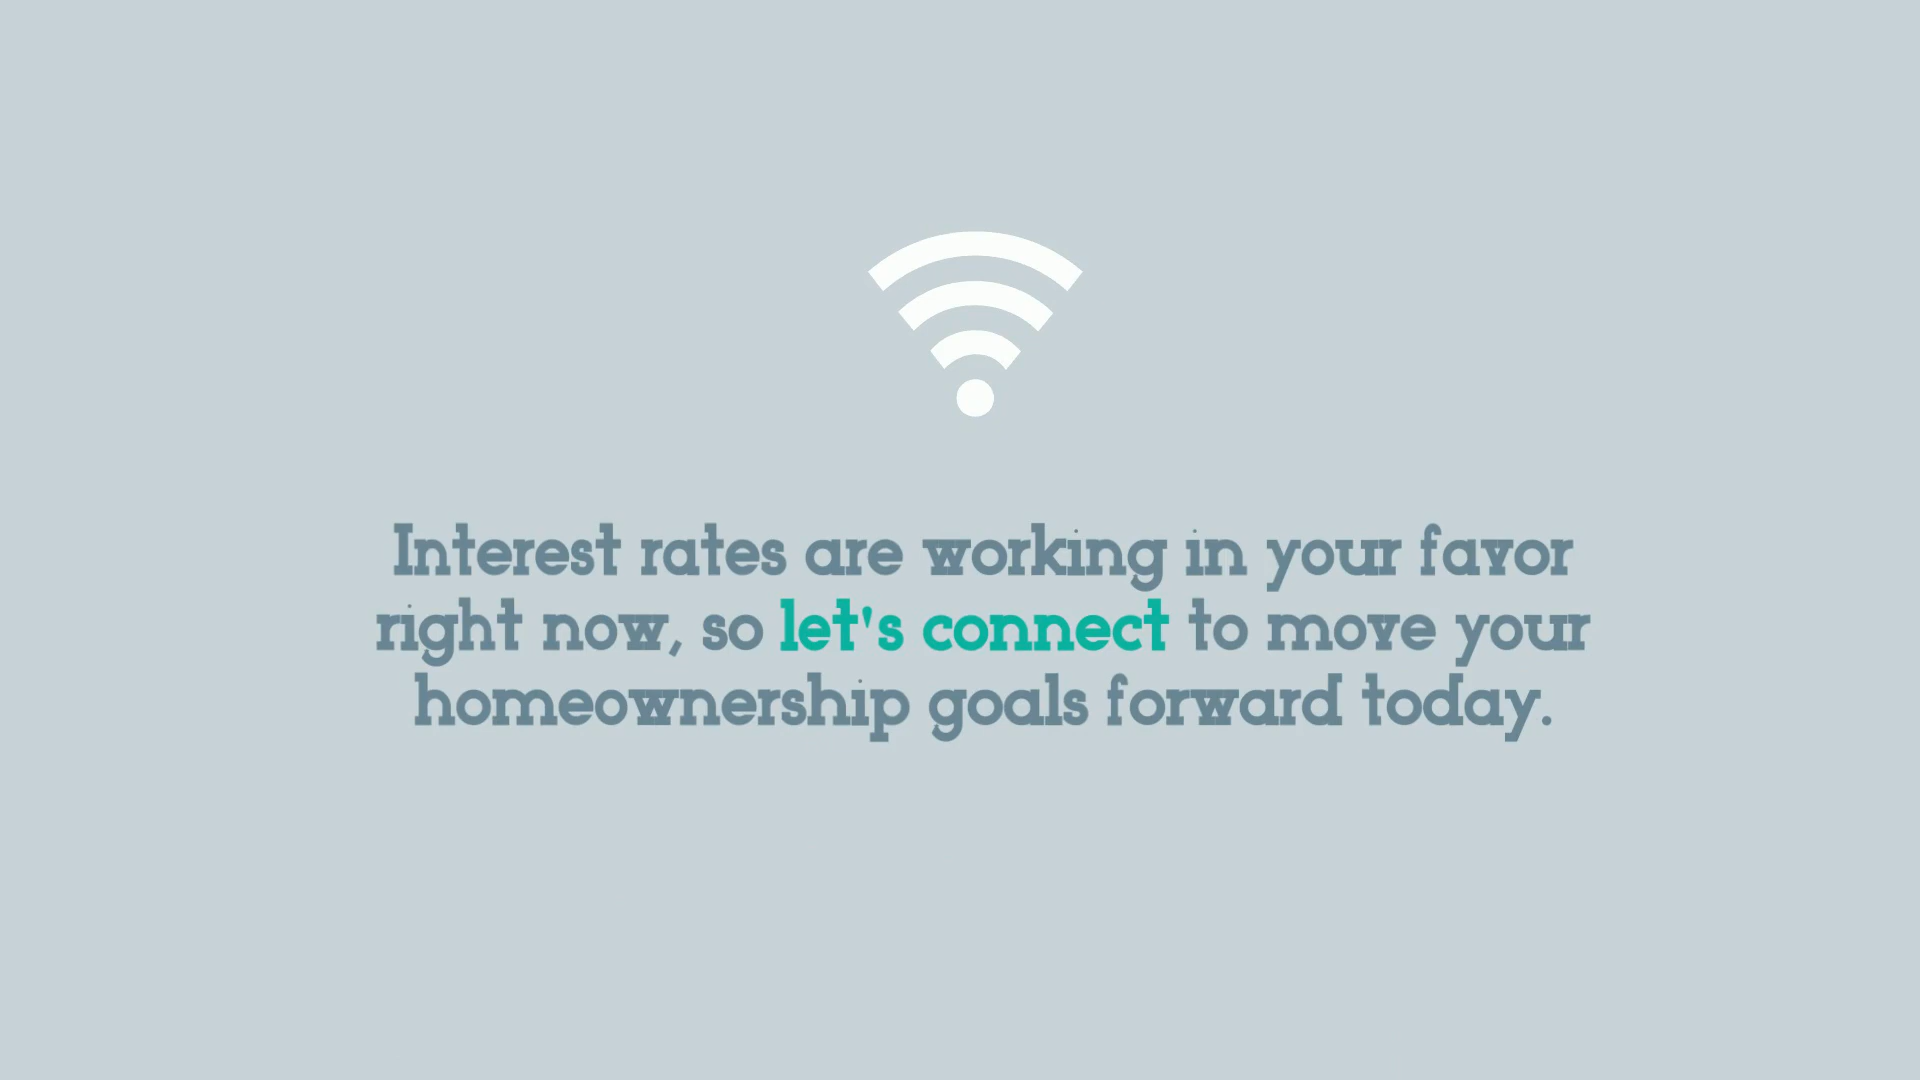 Interest rates are working in your favor
right now, so let's connect to move your
homeownership goals forward today.